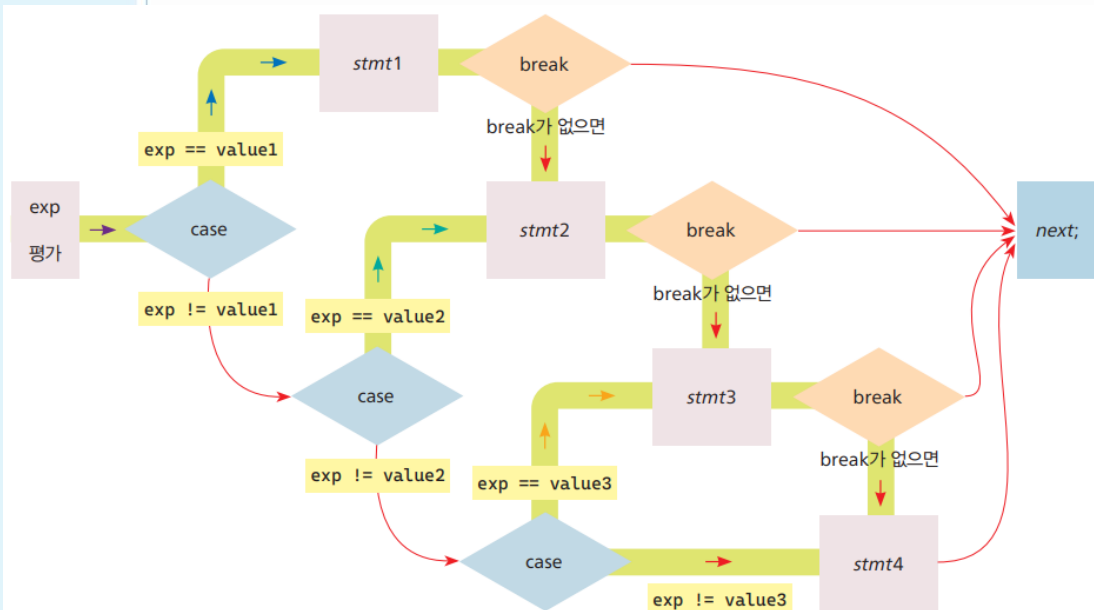 stmt1
break
break가 없으면
exp == value1
exp
평가
case
stmt2
break
next;
exp != value1
exp == value2
break가 없으면
case
stmt3
break
exp != value2
exp == value3
break가 없으면
case
stmt4
exp != value3